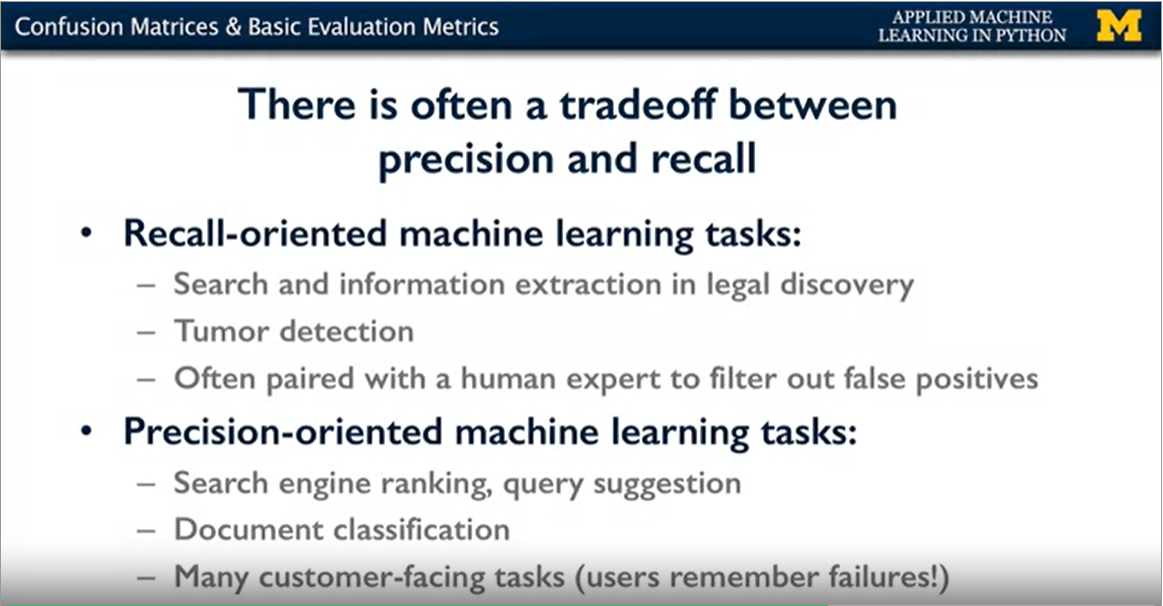 Confusion Matrices & Basic Evaluation Metrics
APPLIED MACHINE
LEARNING IN PYTHON
M
There is often a tradeoff between
precision and recall
• Recall-oriented machine learning tasks:
– Search and information extraction in legal discovery
– Tumor detection
– Often paired with a human expert to filter out false positives
• Precision-oriented machine learning tasks:
– Search engine ranking, query suggestion
– Document classification
– Many customer-facing tasks (users remember failures!)